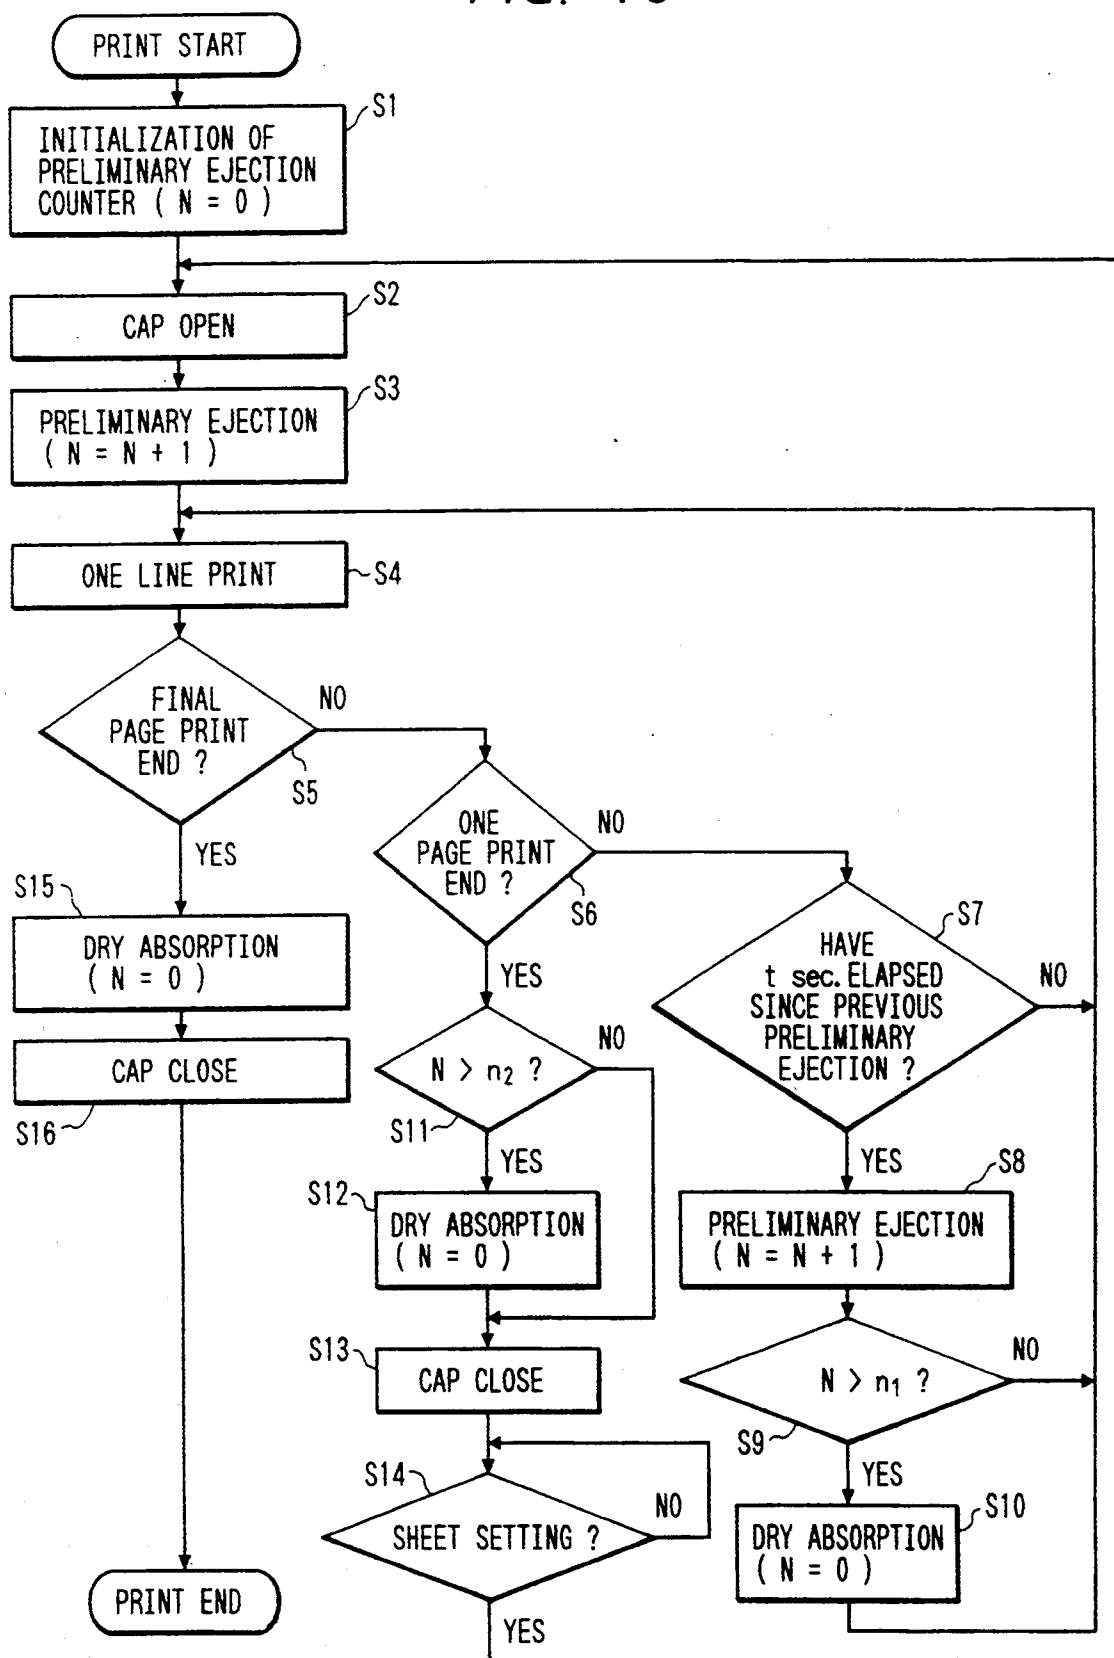 PRINT START
S1
INITIALIZATION OF
PRELIMINARY EJECTION
COUNTER ( N = 0 )
S2
CAP OPEN
S3
PRELIMINARY EJECTION
( N = N + 1 )
ONE LINE PRINT
S4
FINAL
PAGE PRINT
END ?
NO
S5
YES
ONE
PAGE PRINT
END ?
NO
S6
YES
S7
HAVE
t sec. ELAPSED
SINCE PREVIOUS
PRELIMINARY
EJECTION ?
NO
YES
S15
DRY ABSORPTION
( N = 0 )
CAP CLOSE
S16
N > n2 ?
NO
S11
YES
S12
DRY ABSORPTION
( N = 0 )
S8
PRELIMINARY EJECTION
( N = N + 1 )
S13
CAP CLOSE
N > n1 ?
NO
S9
YES
S14
SHEET SETTING ?
NO
YES
S10
DRY ABSORPTION
( N = 0 )
PRINT END